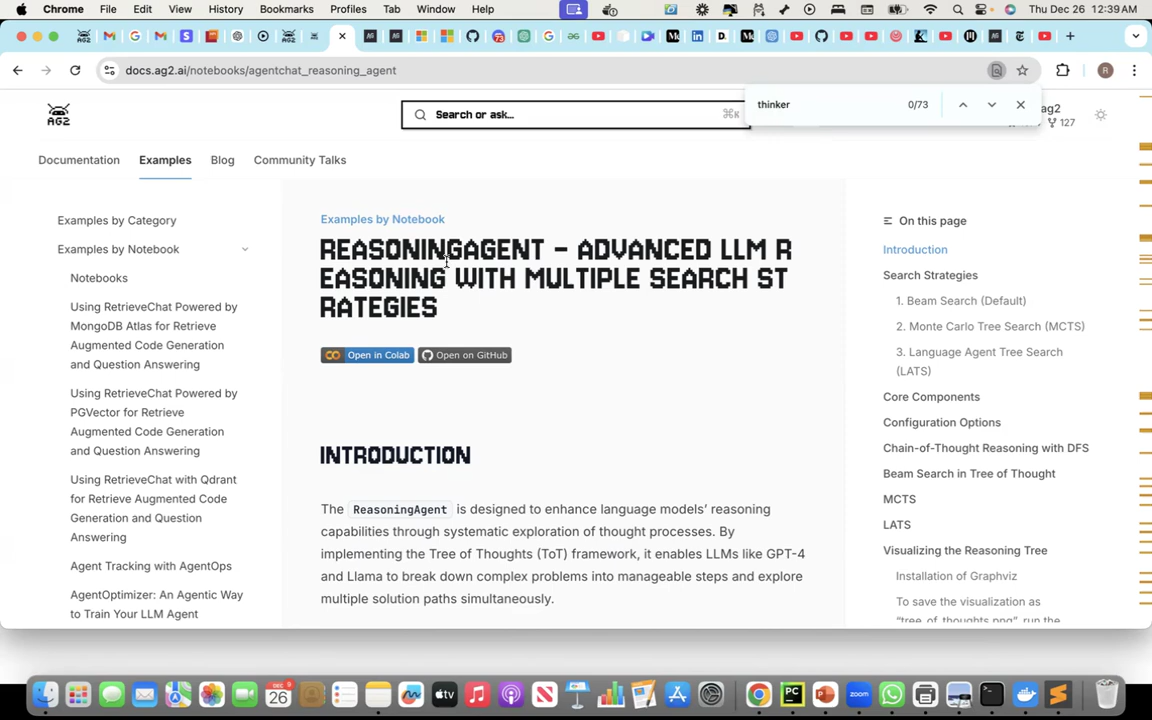 Chrome File Edit View History Bookmarks Profiles Tab Window Help Thu Dec 26 12:39 AM
docs.ag2.ai/notebooks/agentchat_reasoning_agent
R
thinker 0/73
AG2
Search or ask...
⌘K
ag2
127
Documentation Examples Blog Community Talks
Examples by Category
Examples by Notebook
Notebooks
Using RetrieveChat Powered by
MongoDB Atlas for Retrieve
Augmented Code Generation
and Question Answering
Using RetrieveChat Powered by
PGVector for Retrieve
Augmented Code Generation
and Question Answering
Using RetrieveChat with Qdrant
for Retrieve Augmented Code
Generation and Question
Answering
Agent Tracking with AgentOps
AgentOptimizer: An Agentic Way
to Train Your LLM Agent
Examples by Notebook
REASONINGAGENT - ADVANCED LLM R
EASONING WITH MULTIPLE SEARCH ST
RATEGIES
Open in Colab Open on GitHub
INTRODUCTION
The ReasoningAgent is designed to enhance language models’ reasoning
capabilities through systematic exploration of thought processes. By
implementing the Tree of Thoughts (ToT) framework, it enables LLMs like GPT-4
and Llama to break down complex problems into manageable steps and explore
multiple solution paths simultaneously.
On this page
Introduction
Search Strategies
1. Beam Search (Default)
2. Monte Carlo Tree Search (MCTS)
3. Language Agent Tree Search
(LATS)
Core Components
Configuration Options
Chain-of-Thought Reasoning with DFS
Beam Search in Tree of Thought
MCTS
LATS
Visualizing the Reasoning Tree
Installation of Graphviz
To save the visualization as
“tree_of_thoughts.png”, run the
DEC
26
tv
PC
zoom